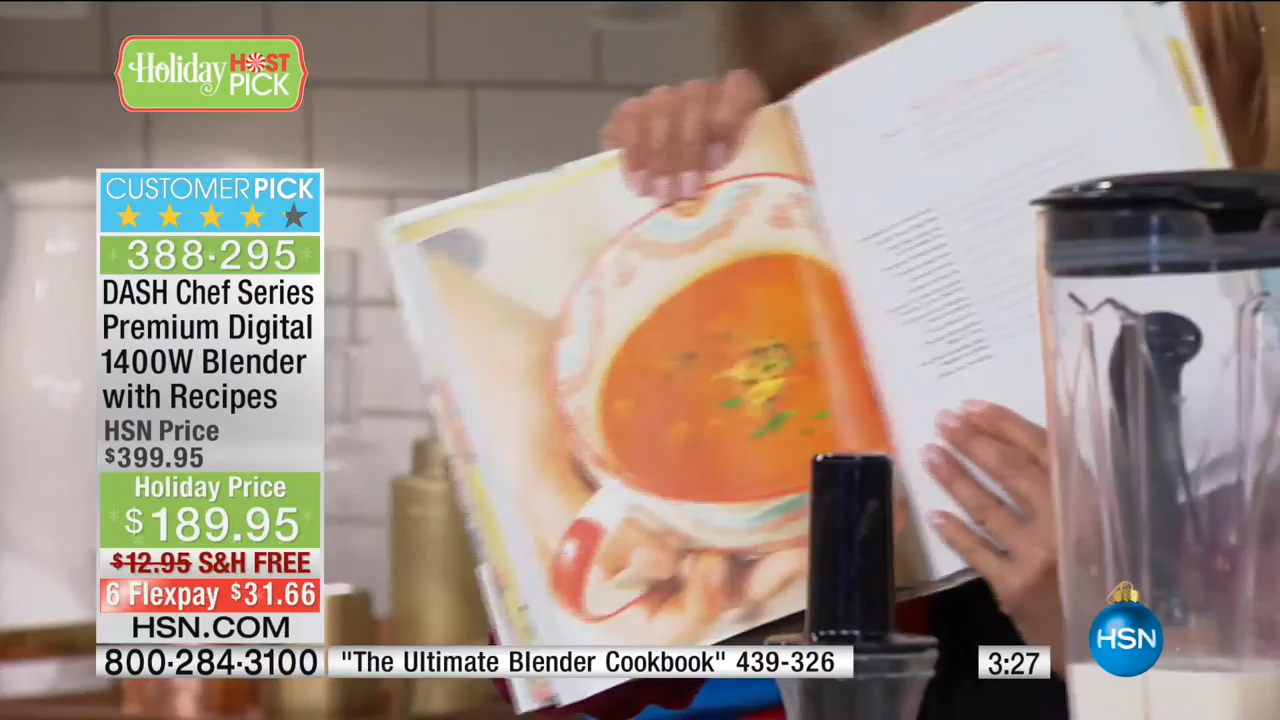 Holiday HOST
PICK
CUSTOMER PICK
388·295
DASH Chef Series
Premium Digital
1400W Blender
with Recipes
HSN Price
$399.95
Holiday Price
$189.95
$12.95 S&H FREE
6 Flexpay $31.66
HSN.COM
800·284·3100
"The Ultimate Blender Cookbook" 439-326
3:27
HSN